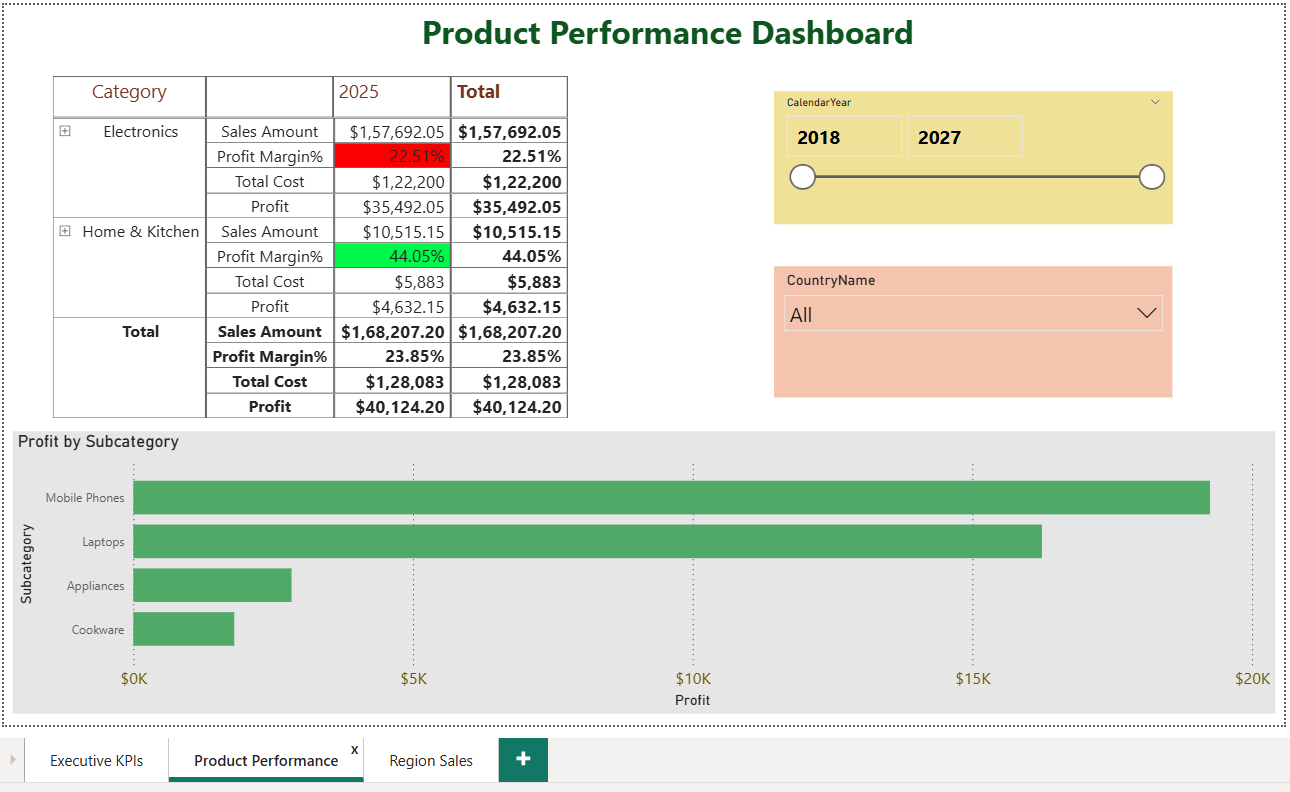 Product Performance Dashboard
Category 2025 Total
Electronics Sales Amount $1,57,692.05 $1,57,692.05
Profit Margin% 22.51% 22.51%
Total Cost $1,22,200 $1,22,200
Profit $35,492.05 $35,492.05
Home & Kitchen Sales Amount $10,515.15 $10,515.15
Profit Margin% 44.05% 44.05%
Total Cost $5,883 $5,883
Profit $4,632.15 $4,632.15
Total Sales Amount $1,68,207.20 $1,68,207.20
Profit Margin% 23.85% 23.85%
Total Cost $1,28,083 $1,28,083
Profit $40,124.20 $40,124.20
CalendarYear
2018 2027
CountryName
All
Profit by Subcategory
Subcategory
Mobile Phones
Laptops
Appliances
Cookware
$0K $5K $10K $15K $20K
Profit
Executive KPIs Product Performance x Region Sales +